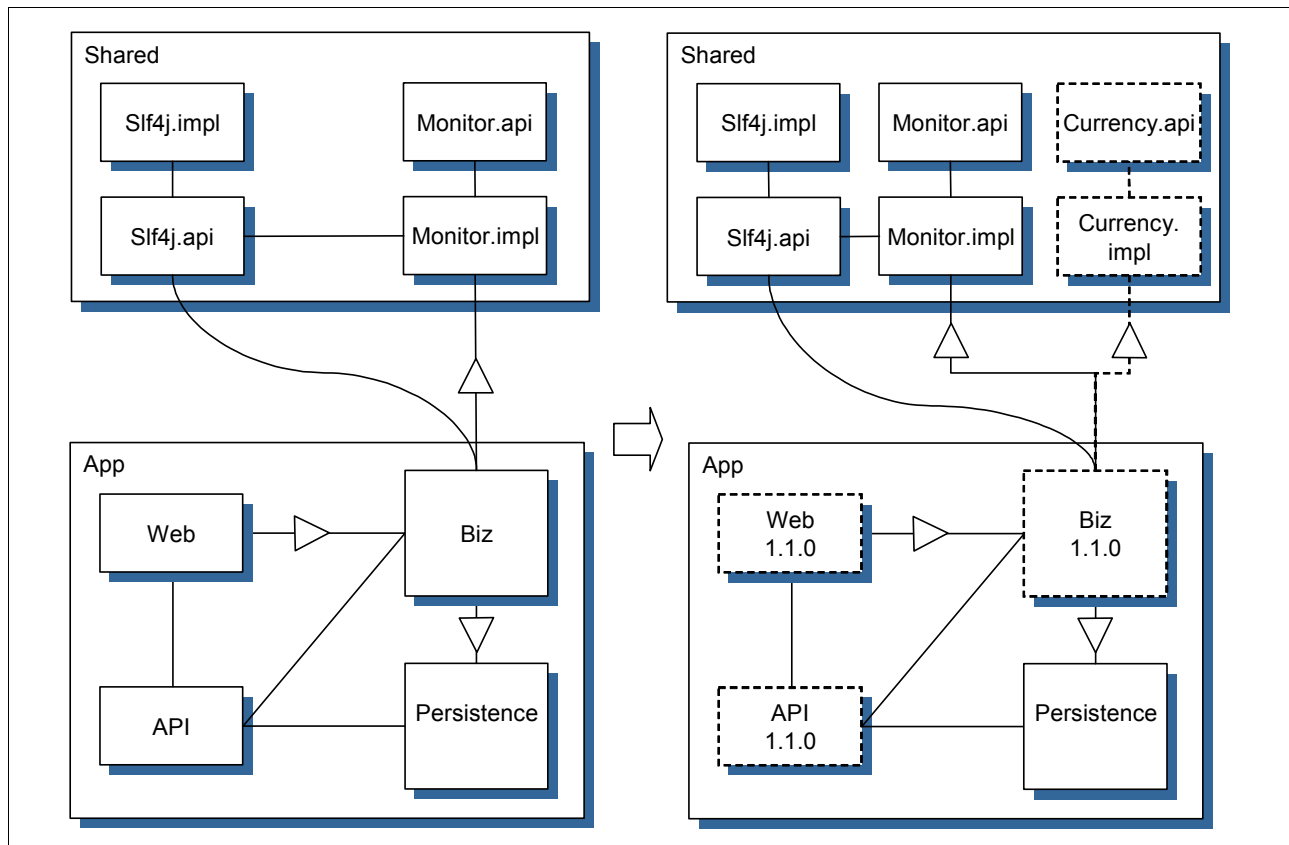 Shared
Slf4j.impl
Monitor.api
Slf4j.api
Monitor.impl
App
Web
Biz
API
Persistence
Shared
Slf4j.impl
Monitor.api
Currency.api
Slf4j.api
Monitor.impl
Currency.
impl
App
Web
1.1.0
Biz
1.1.0
API
1.1.0
Persistence